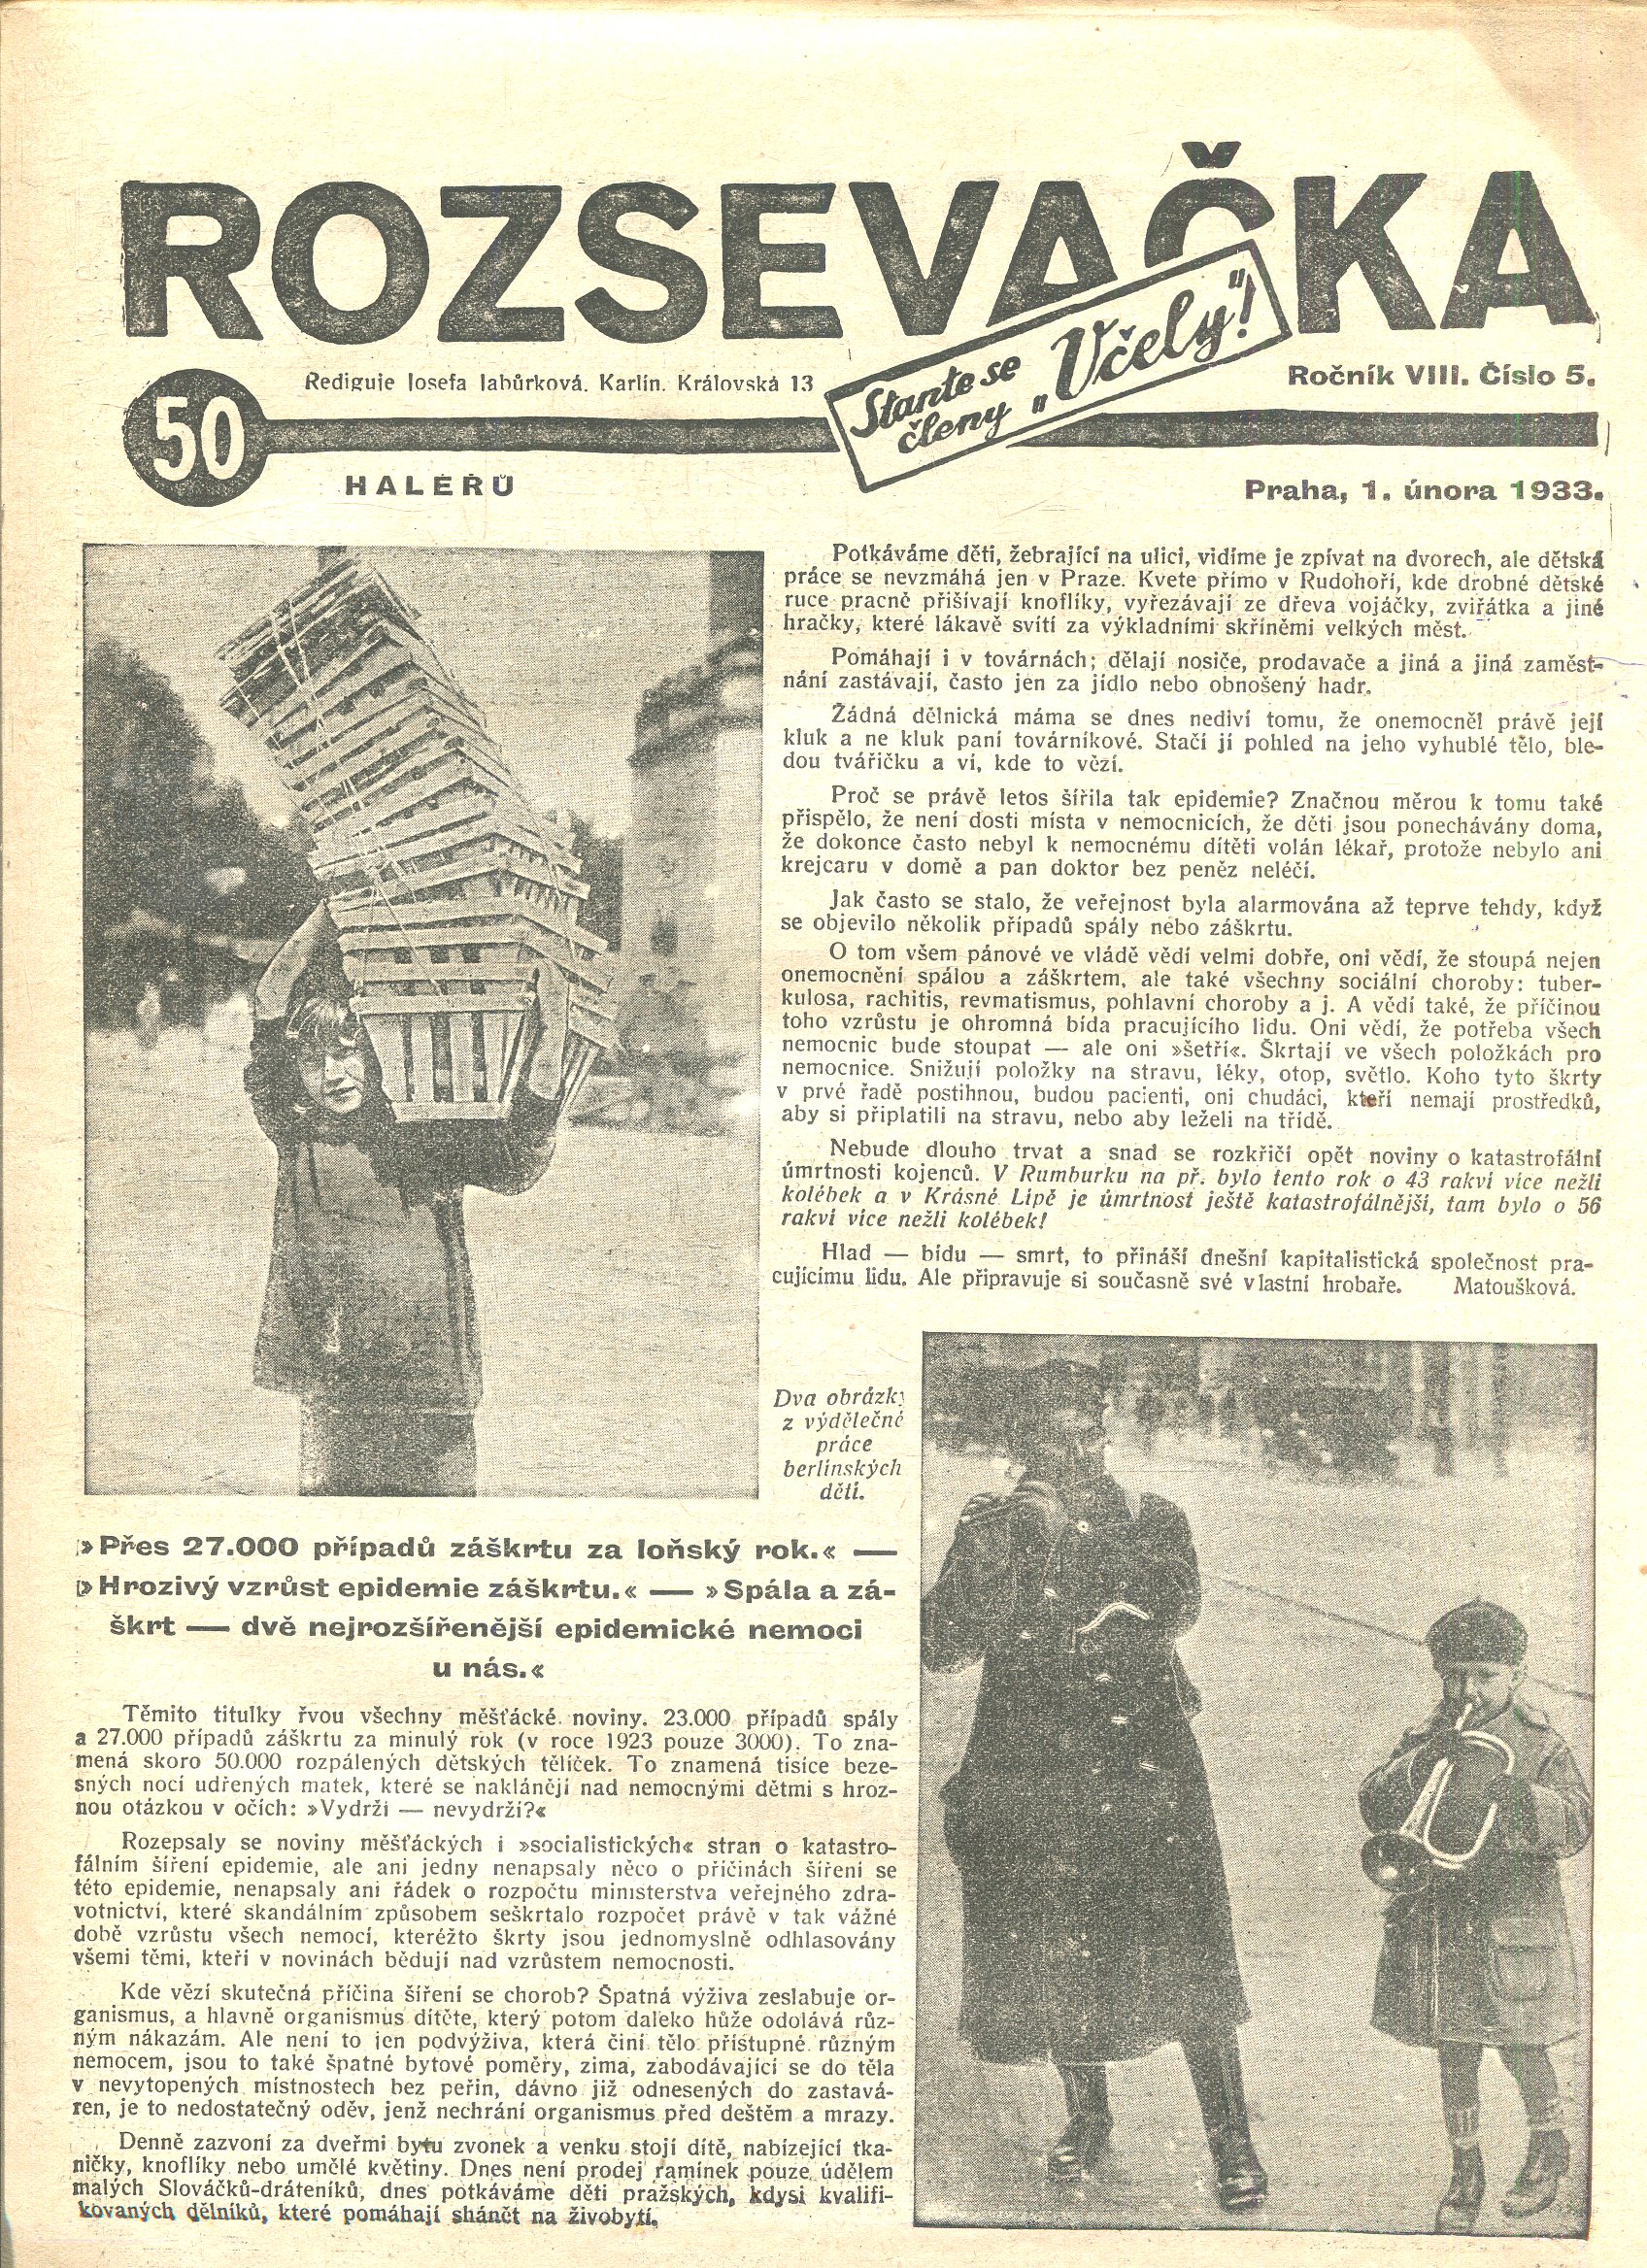 ROZSEVAČKA
Staňte se
členy „Včely"!
Rediguje Josefa Jabůrková. Karlín. Královská 13
Ročník VIII. Číslo 5.
50
HALÉŘŮ
Praha, 1. února 1933.
Potkáváme děti, žebrající na ulici, vidíme je zpívat na dvorech, ale dětská
práce se nevzmáhá jen v Praze. Kvete přímo v Rudohoří, kde drobné dětské
ruce pracně přišívají knoflíky, vyřezávají ze dřeva vojáčky, zvířátka a jiné
hračky, které lákavě svítí za výkladními skříněmi velkých měst.
Pomáhají i v továrnách; dělají nosiče, prodavače a jiná a jiná zaměst-
nání zastávají, často jen za jídlo nebo obnošený hadr.
Žádná dělnická máma se dnes nediví tomu, že onemocněl právě její
kluk a ne kluk paní továrníkové. Stačí jí pohled na jeho vyhublé tělo, ble-
dou tvářičku a ví, kde to vězí.
Proč se právě letos šířila tak epidemie? Značnou měrou k tomu také
přispělo, že není dosti místa v nemocnicích, že děti jsou ponechávány doma,
že dokonce často nebyl k nemocnému dítěti volán lékař, protože nebylo ani
krejcaru v domě a pan doktor bez peněz neléčí.
Jak často se stalo, že veřejnost byla alarmována až teprve tehdy, když
se objevilo několik případů spály nebo záškrtu.
O tom všem pánové ve vládě vědí velmi dobře, oni vědí, že stoupá nejen
onemocnění spálou a záškrtem, ale také všechny sociální choroby: tuber-
kulosa, rachitis, revmatismus, pohlavní choroby a j. A vědí také, že příčinou
toho vzrůstu je ohromná bída pracujícího lidu. Oni vědí, že potřeba všech
nemocnic bude stoupat — ale oni »šetří«. Škrtají ve všech položkách pro
nemocnice. Snižují položky na stravu, léky, otop, světlo. Koho tyto škrty
v prvé řadě postihnou, budou pacienti, oni chudáci, kteří nemají prostředků,
aby si připlatili na stravu, nebo aby leželi na třídě.
Nebude dlouho trvat a snad se rozkřičí opět noviny o katastrofální
úmrtnosti kojenců. V Rumburku na př. bylo tento rok o 43 rakví více nežli
kolébek a v Krásné Lípě je úmrtnost ještě katastrofálnější, tam bylo o 56
rakví více nežli kolébek!
Hlad — bídu — smrt, to přináší dnešní kapitalistická společnost pra-
cujícímu lidu. Ale připravuje si současně své vlastní hrobaře. Matoušková.
Dva obrázky
z výdělečné
práce
berlínských
dětí.
»Přes 27.000 případů záškrtu za loňský rok.« —
»Hrozivý vzrůst epidemie záškrtu.« — »Spála a zá-
škrt — dvě nejrozšířenější epidemické nemoci
u nás.«
Těmito titulky řvou všechny měšťácké noviny. 23.000 případů spály
a 27.000 případů záškrtu za minulý rok (v roce 1923 pouze 3000). To zna-
mená skoro 50.000 rozpálených dětských tělíček. To znamená tisíce beze-
sných nocí udřených matek, které se naklánějí nad nemocnými dětmi s hroz-
nou otázkou v očích: »Vydrží — nevydrží?«
Rozepsaly se noviny měšťáckých i »socialistických« stran o katastro-
fálním šíření epidemie, ale ani jedny nenapsaly něco o příčinách šíření se
této epidemie, nenapsaly ani řádek o rozpočtu ministerstva veřejného zdra-
votnictví, které skandálním způsobem seškrtalo rozpočet právě v tak vážné
době vzrůstu všech nemocí, kteréžto škrty jsou jednomyslně odhlasovány
všemi těmi, kteří v novinách bědují nad vzrůstem nemocnosti.
Kde vězí skutečná příčina šíření se chorob? Špatná výživa zeslabuje or-
ganismus, a hlavně organismus dítěte, který potom daleko hůře odolává růz-
ným nákazám. Ale není to jen podvýživa, která činí tělo přístupné různým
nemocem, jsou to také špatné bytové poměry, zima, zabodávající se do těla
v nevytopených místnostech bez peřin, dávno již odnesených do zastavá-
ren, je to nedostatečný oděv, jenž nechrání organismus před deštěm a mrazy.
Denně zazvoní za dveřmi bytu zvonek a venku stojí dítě, nabízející tka-
ničky, knoflíky nebo umělé květiny. Dnes není prodej ramínek pouze údělem
malých Slováčků-dráteníků, dnes potkáváme děti pražských, kdysi kvalifi-
kovaných dělníků, které pomáhají shánět na živobytí.